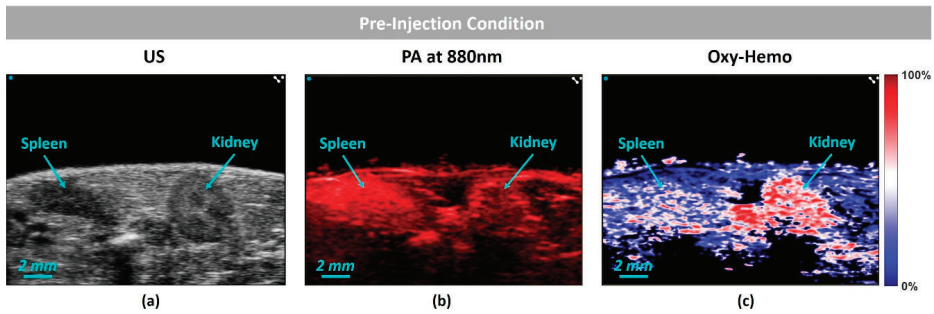 Pre-Injection Condition
US
PA at 880nm
Oxy-Hemo
100%
Spleen
Kidney
Spleen
Kidney
Spleen
Kidney
2 mm
2 mm
2 mm
0%
(a)
(b)
(c)